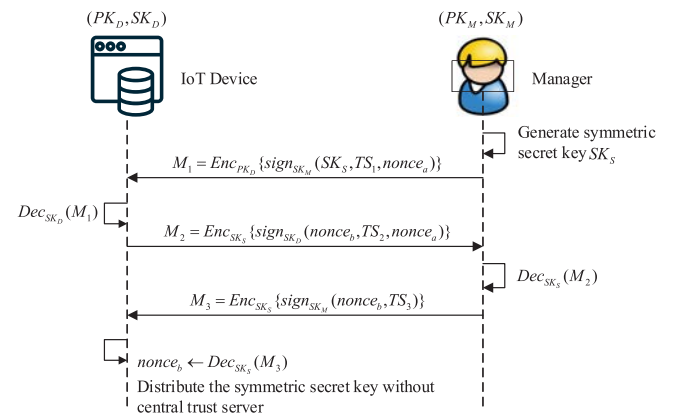 (PK_D, SK_D)
(PK_M, SK_M)
IoT Device
Manager
Generate symmetric
secret key SK_S
M_1 = Enc_{PK_D}{sign_{SK_M}(SK_S, TS_1, nonce_a)}
Dec_{SK_D}(M_1)
M_2 = Enc_{SK_S}{sign_{SK_D}(nonce_b, TS_2, nonce_a)}
Dec_{SK_S}(M_2)
M_3 = Enc_{SK_S}{sign_{SK_M}(nonce_b, TS_3)}
nonce_b ← Dec_{SK_S}(M_3)
Distribute the symmetric secret key without
central trust server